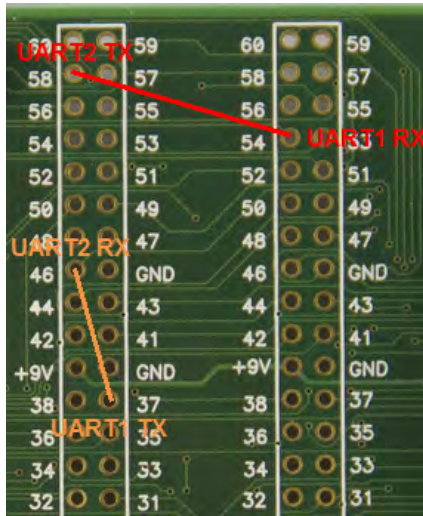 60 59 60 59
UART2 TX
58 57 58 57
56 55 56 55
54 53 54 53
UART1 RX
52 51 52 51
50 49 50 49
48 47 48 47
UART2 RX
46 GND 46 GND
44 43 44 43
42 41 42 41
+9V GND +9V GND
38 37 38 37
UART1 TX
36 35 36 35
34 33 34 33
32 31 32 31